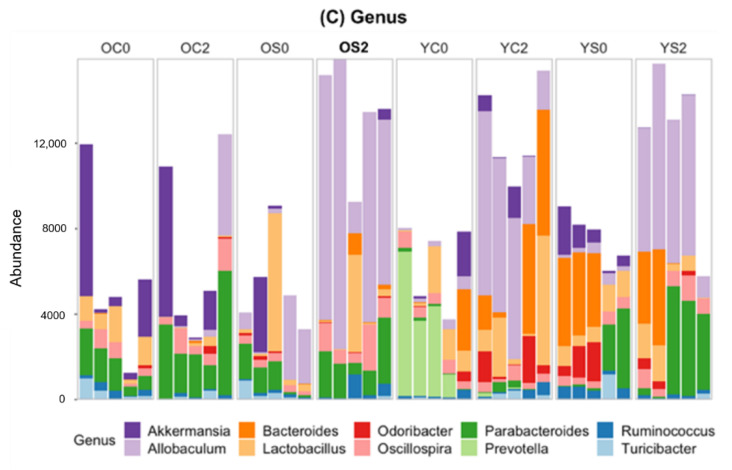 (C) Genus
OC0 OC2 OS0 OS2 YC0 YC2 YS0 YS2
Abundance
12,000
8000
4000
0
Genus
Akkermansia Bacteroides Odoribacter Parabacteroides Ruminococcus
Allobaculum Lactobacillus Oscillospira Prevotella Turicibacter